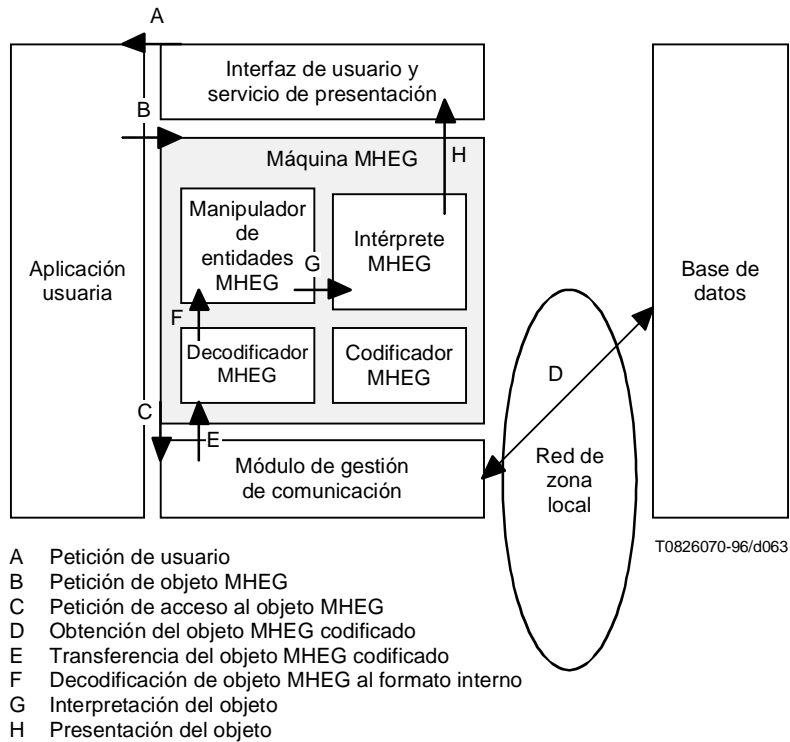 A
Interfaz de usuario y
servicio de presentación
B
H
Máquina MHEG
Manipulador
de
entidades
MHEG
G
Intérprete
MHEG
Aplicación
usuaria
Base de
datos
F
Decodificador
MHEG
Codificador
MHEG
D
C
E
Módulo de gestión
de comunicación
Red de
zona
local
T0826070-96/d063
A Petición de usuario
B Petición de objeto MHEG
C Petición de acceso al objeto MHEG
D Obtención del objeto MHEG codificado
E Transferencia del objeto MHEG codificado
F Decodificación de objeto MHEG al formato interno
G Interpretación del objeto
H Presentación del objeto